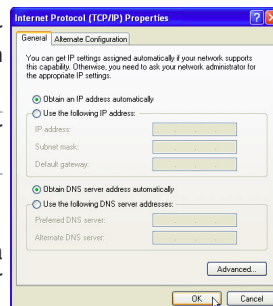 Internet Protocol (TCP/IP) Properties
General Alternate Configuration
You can get IP settings assigned automatically if your network supports
this capability. Otherwise, you need to ask your network administrator for
the appropriate IP settings.
Obtain an IP address automatically
Use the following IP address:
IP address:
Subnet mask:
Default gateway:
Obtain DNS server address automatically
Use the following DNS server addresses:
Preferred DNS server:
Alternate DNS server:
Advanced...
OK Cancel